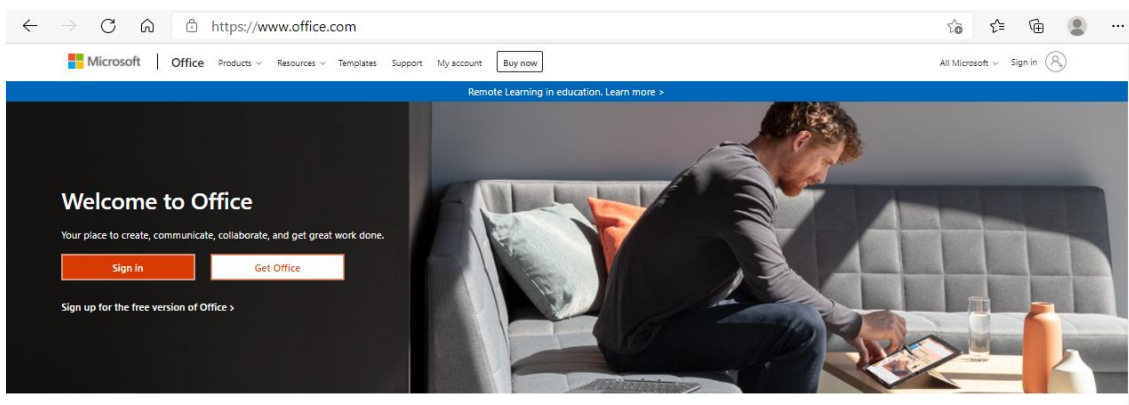 https://www.office.com
Microsoft Office Products Resources Templates Support My account Buy now All Microsoft Sign in
Remote Learning in education. Learn more >
Welcome to Office
Your place to create, communicate, collaborate, and get great work done.
Sign in Get Office
Sign up for the free version of Office >